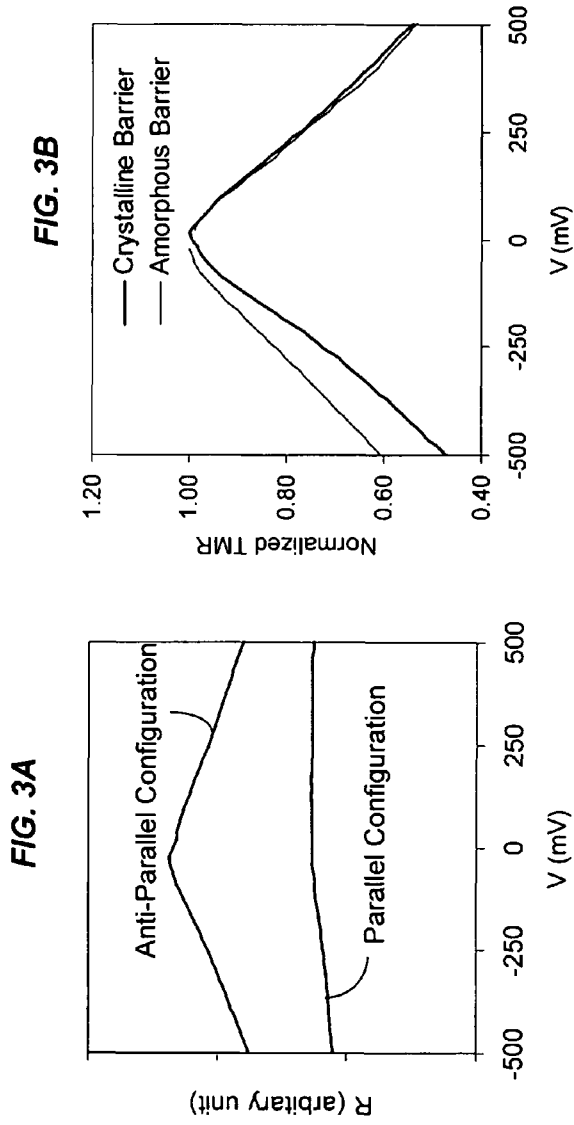 FIG. 3A
R (arbitary unit)
Anti-Parallel Configuration
Parallel Configuration
-500 -250 0 250 500
V (mV)
FIG. 3B
Normalized TMR
1.20
1.00
0.80
0.60
0.40
Crystalline Barrier
Amorphous Barrier
-500 -250 0 250 500
V (mV)